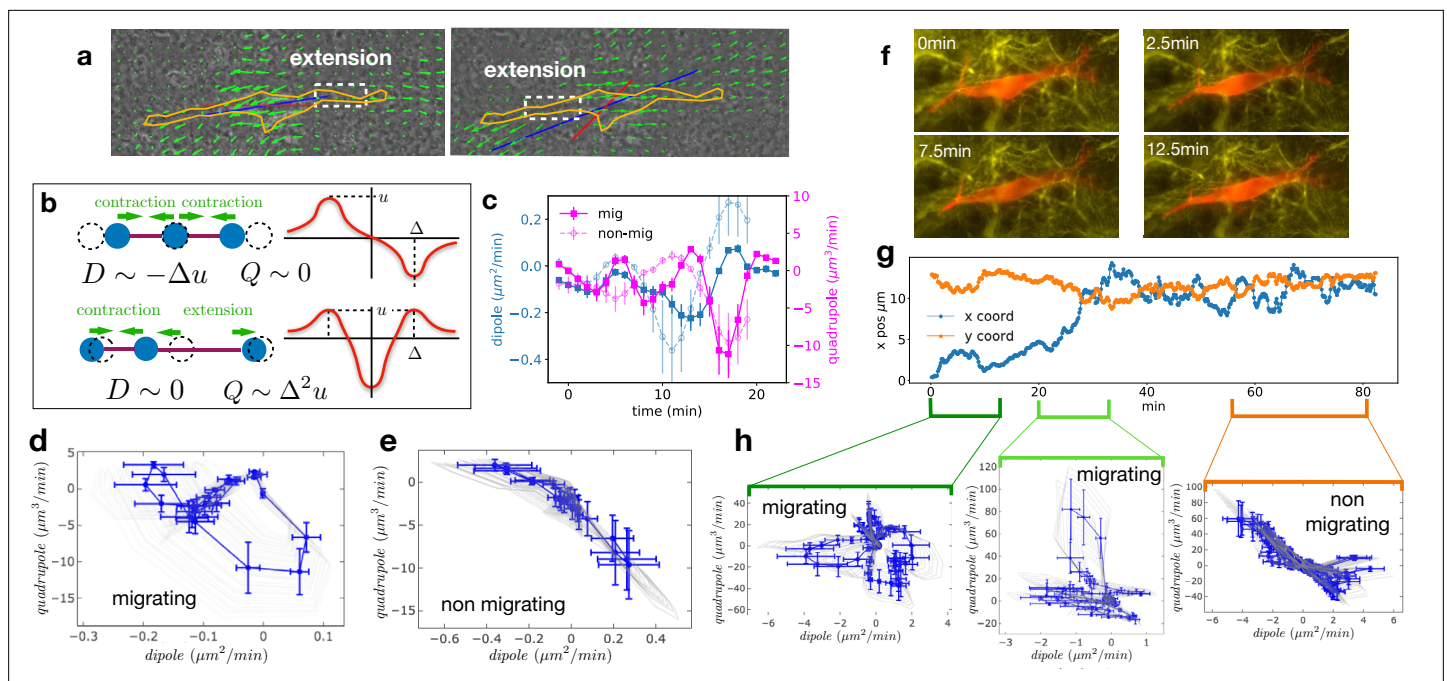 a
extension
extension
b
contraction contraction
D ∼ −Δu Q ∼ 0
u
Δ
contraction extension
D ∼ 0 Q ∼ Δ²u
u
Δ
c
mig
non-mig
dipole (μm²/min)
0.2
0.0
−0.2
−0.4
10
5
0
−5
−10
−15
quadrupole (μm³/min)
0 10 20
time (min)
d
quadrupole (μm³/min)
5
0
−5
−10
−15
migrating
−0.3 −0.2 −0.1 0 0.1
dipole (μm²/min)
e
quadrupole (μm³/min)
0
−5
−10
−15
non migrating
−0.6 −0.4 −0.2 0 0.2 0.4 0.6
dipole (μm²/min)
f
0min
2.5min
7.5min
12.5min
g
x pos μm
10
5
0
x coord
y coord
0 20 40 60 80
min
h
migrating
quadrupole (μm³/min)
40
20
0
−20
−40
−60
−6 −4 −2 0 2 4
dipole (μm²/min)
migrating
quadrupole (μm³/min)
120
100
80
60
40
20
0
−20
−3 −2 −1 0 1
dipole (μm²/min)
non
migrating
quadrupole (μm³/min)
100
80
60
40
20
0
−20
−40
−6 −4 −2 0 2 4 6
dipole (μm²/min)